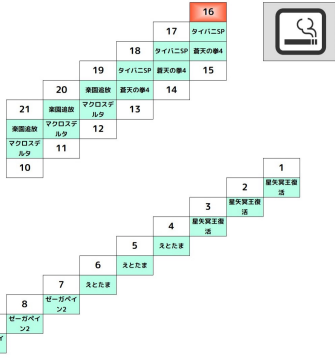 16
17
タイバニSP
18
タイバニSP
蒼天の拳4
19
タイバニSP
蒼天の拳4
15
20
楽園追放
蒼天の拳4
14
21
楽園追放
マクロスデ
ルタ
13
楽園追放
マクロスデ
ルタ
12
マクロスデ
ルタ
11
10
1
2
星矢冥王復
活
3
星矢冥王復
活
4
星矢冥王復
活
5
えとたま
6
えとたま
7
えとたま
8
ゼーガペイ
ン2
ゼーガペイ
ン2
イ